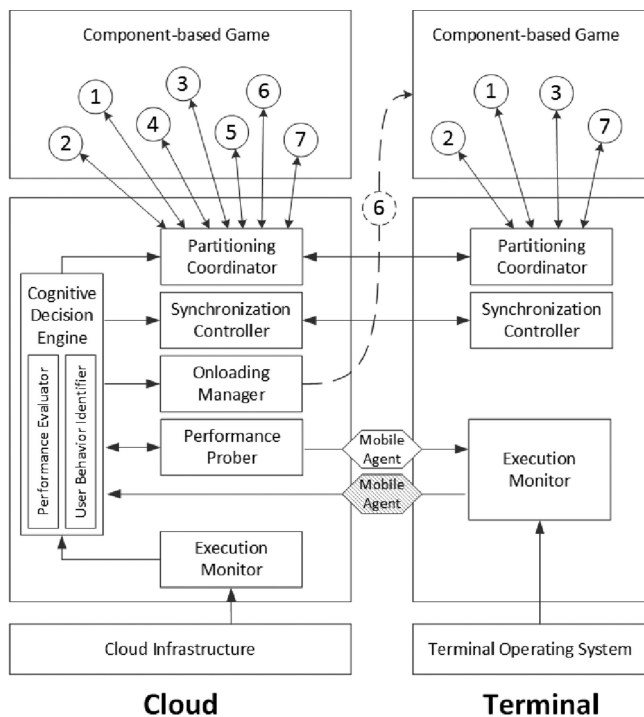 Component-based Game
1
2
3
4
5
6
7
Partitioning
Coordinator
Cognitive
Decision
Engine
Performance Evaluator
User Behavior Identifier
Synchronization
Controller
Onloading
Manager
Performance
Prober
Execution
Monitor
Cloud Infrastructure
Cloud
6
Mobile
Agent
Mobile
Agent
Component-based Game
1
2
3
7
Partitioning
Coordinator
Synchronization
Controller
Execution
Monitor
Terminal Operating System
Terminal